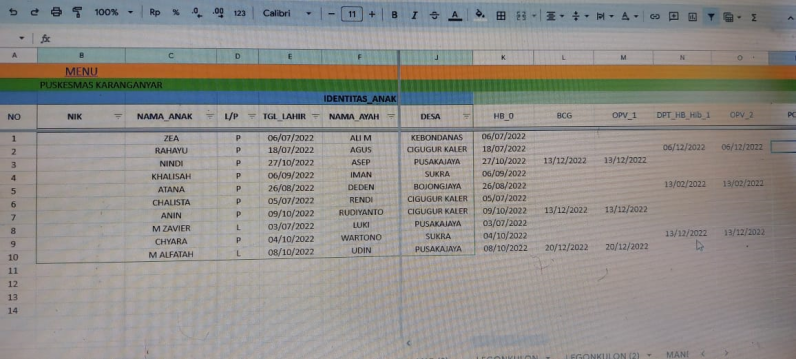 100% Rp % .0 .00 123 Calibri - 11 + B I S A
fx
A B C D E F J K L M N O
MENU
PUSKESMAS KARANGANYAR
IDENTITAS_ANAK
NO NIK NAMA_ANAK L/P TGL_LAHIR NAMA_AYAH DESA HB_0 BCG OPV_1 DPT_HB_Hib_1 OPV_2 PC
1 ZEA P 06/07/2022 ALI M KEBONDANAS 06/07/2022
2 RAHAYU P 18/07/2022 AGUS CIGUGUR KALER 18/07/2022 06/12/2022 06/12/2022
3 NINDI P 27/10/2022 ASEP PUSAKAJAYA 27/10/2022 13/12/2022 13/12/2022
4 KHALISAH P 06/09/2022 IMAN SUKRA 06/09/2022
5 ATANA P 26/08/2022 DEDEN BOJONGJAYA 26/08/2022 13/02/2022 13/02/2022
6 CHALISTA P 05/07/2022 RENDI CIGUGUR KALER 05/07/2022
7 ANIN P 09/10/2022 RUDIYANTO CIGUGUR KALER 09/10/2022 13/12/2022 13/12/2022
8 M ZAVIER L 03/07/2022 LUKI PUSAKAJAYA 03/07/2022
9 CHYARA P 04/10/2022 WARTONO SUKRA 04/10/2022 13/12/2022 13/12/2022
10 M ALFATAH L 08/10/2022 UDIN PUSAKAJAYA 08/10/2022 20/12/2022 20/12/2022
11
12
13
14
LEGONKULON LEGONKULON (2) MANI